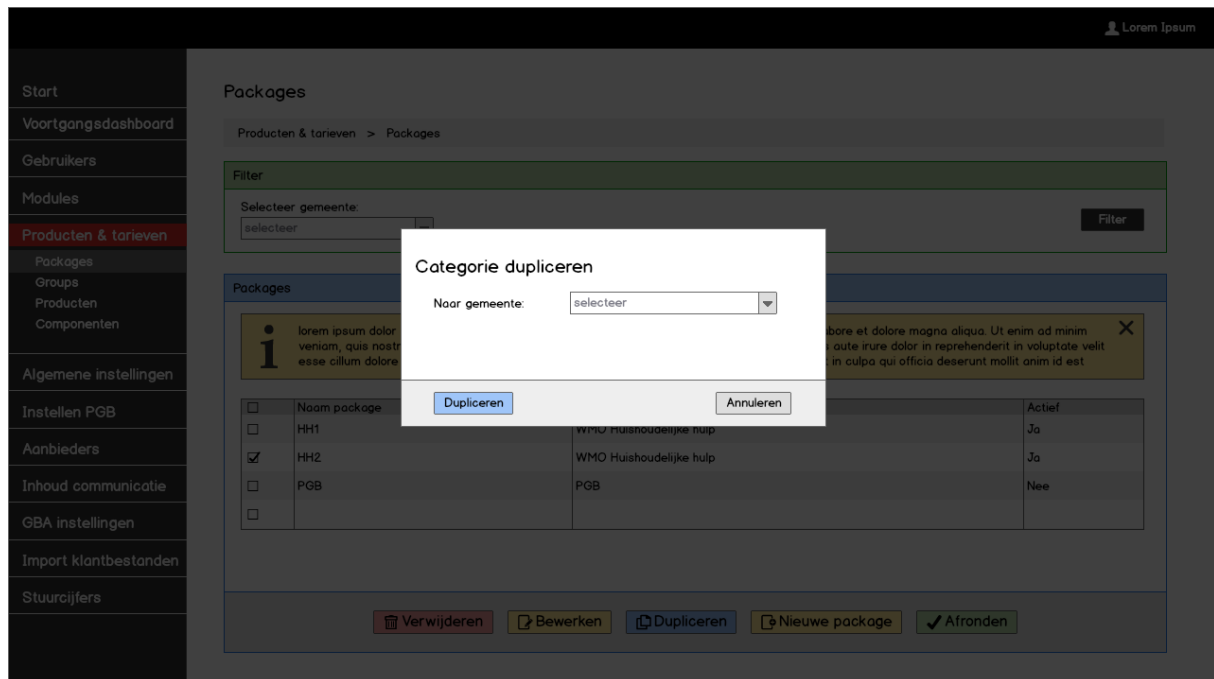 Lorem Ipsum
Start
Voortgangsdashboard
Gebruikers
Modules
Producten & tarieven
Packages
Groups
Producten
Componenten
Algemene instellingen
Instellen PGB
Aanbieders
Inhoud communicatie
GBA instellingen
Import klantbestanden
Stuurcijfers
Packages
Producten & tarieven > Packages
Filter
Selecteer gemeente:
selecteer
Filter
Categorie dupliceren
Naar gemeente: selecteer
Dupliceren Annuleren
Packages
lorem ipsum dolor bore et dolore magna aliqua. Ut enim ad minim
veniam, quis nostr aute irure dolor in reprehenderit in voluptate velit
esse cillum dolore in culpa qui officia deserunt mollit anim id est
Naam package Actief
HH1 WMO Huishoudelijke hulp Ja
HH2 WMO Huishoudelijke hulp Ja
PGB PGB Nee
Verwijderen Bewerken Dupliceren Nieuwe package Afronden